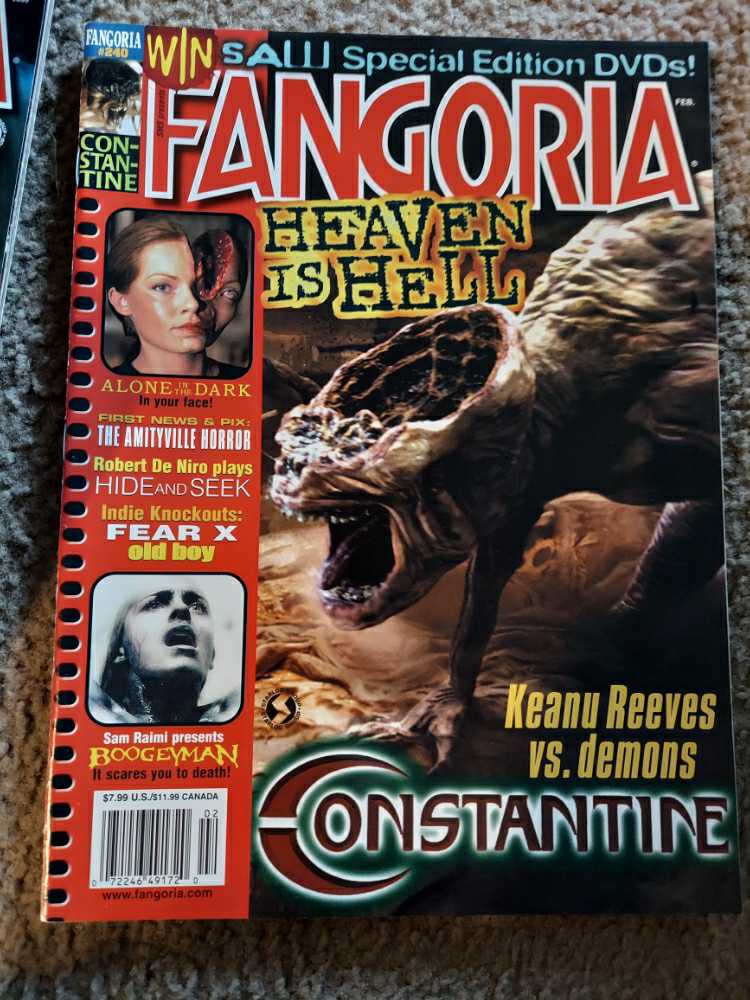 FANGORIA
#240
WIN
SAW Special Edition DVDs!
SMS presents
FANGORIA
FEB.
®
CON-
STAN-
TINE
HEAVEN
IS HELL
ALONE IN THE DARK
In your face!
FIRST NEWS & PIX:
THE AMITYVILLE HORROR
Robert De Niro plays
HIDE AND SEEK
Indie Knockouts:
FEAR X
old boy
Sam Raimi presents
BOOGEYMAN
It scares you to death!
Keanu Reeves
vs. demons
CONSTANTINE
$7.99 U.S./$11.99 CANADA
02
0 72246 49172 0
www.fangoria.com